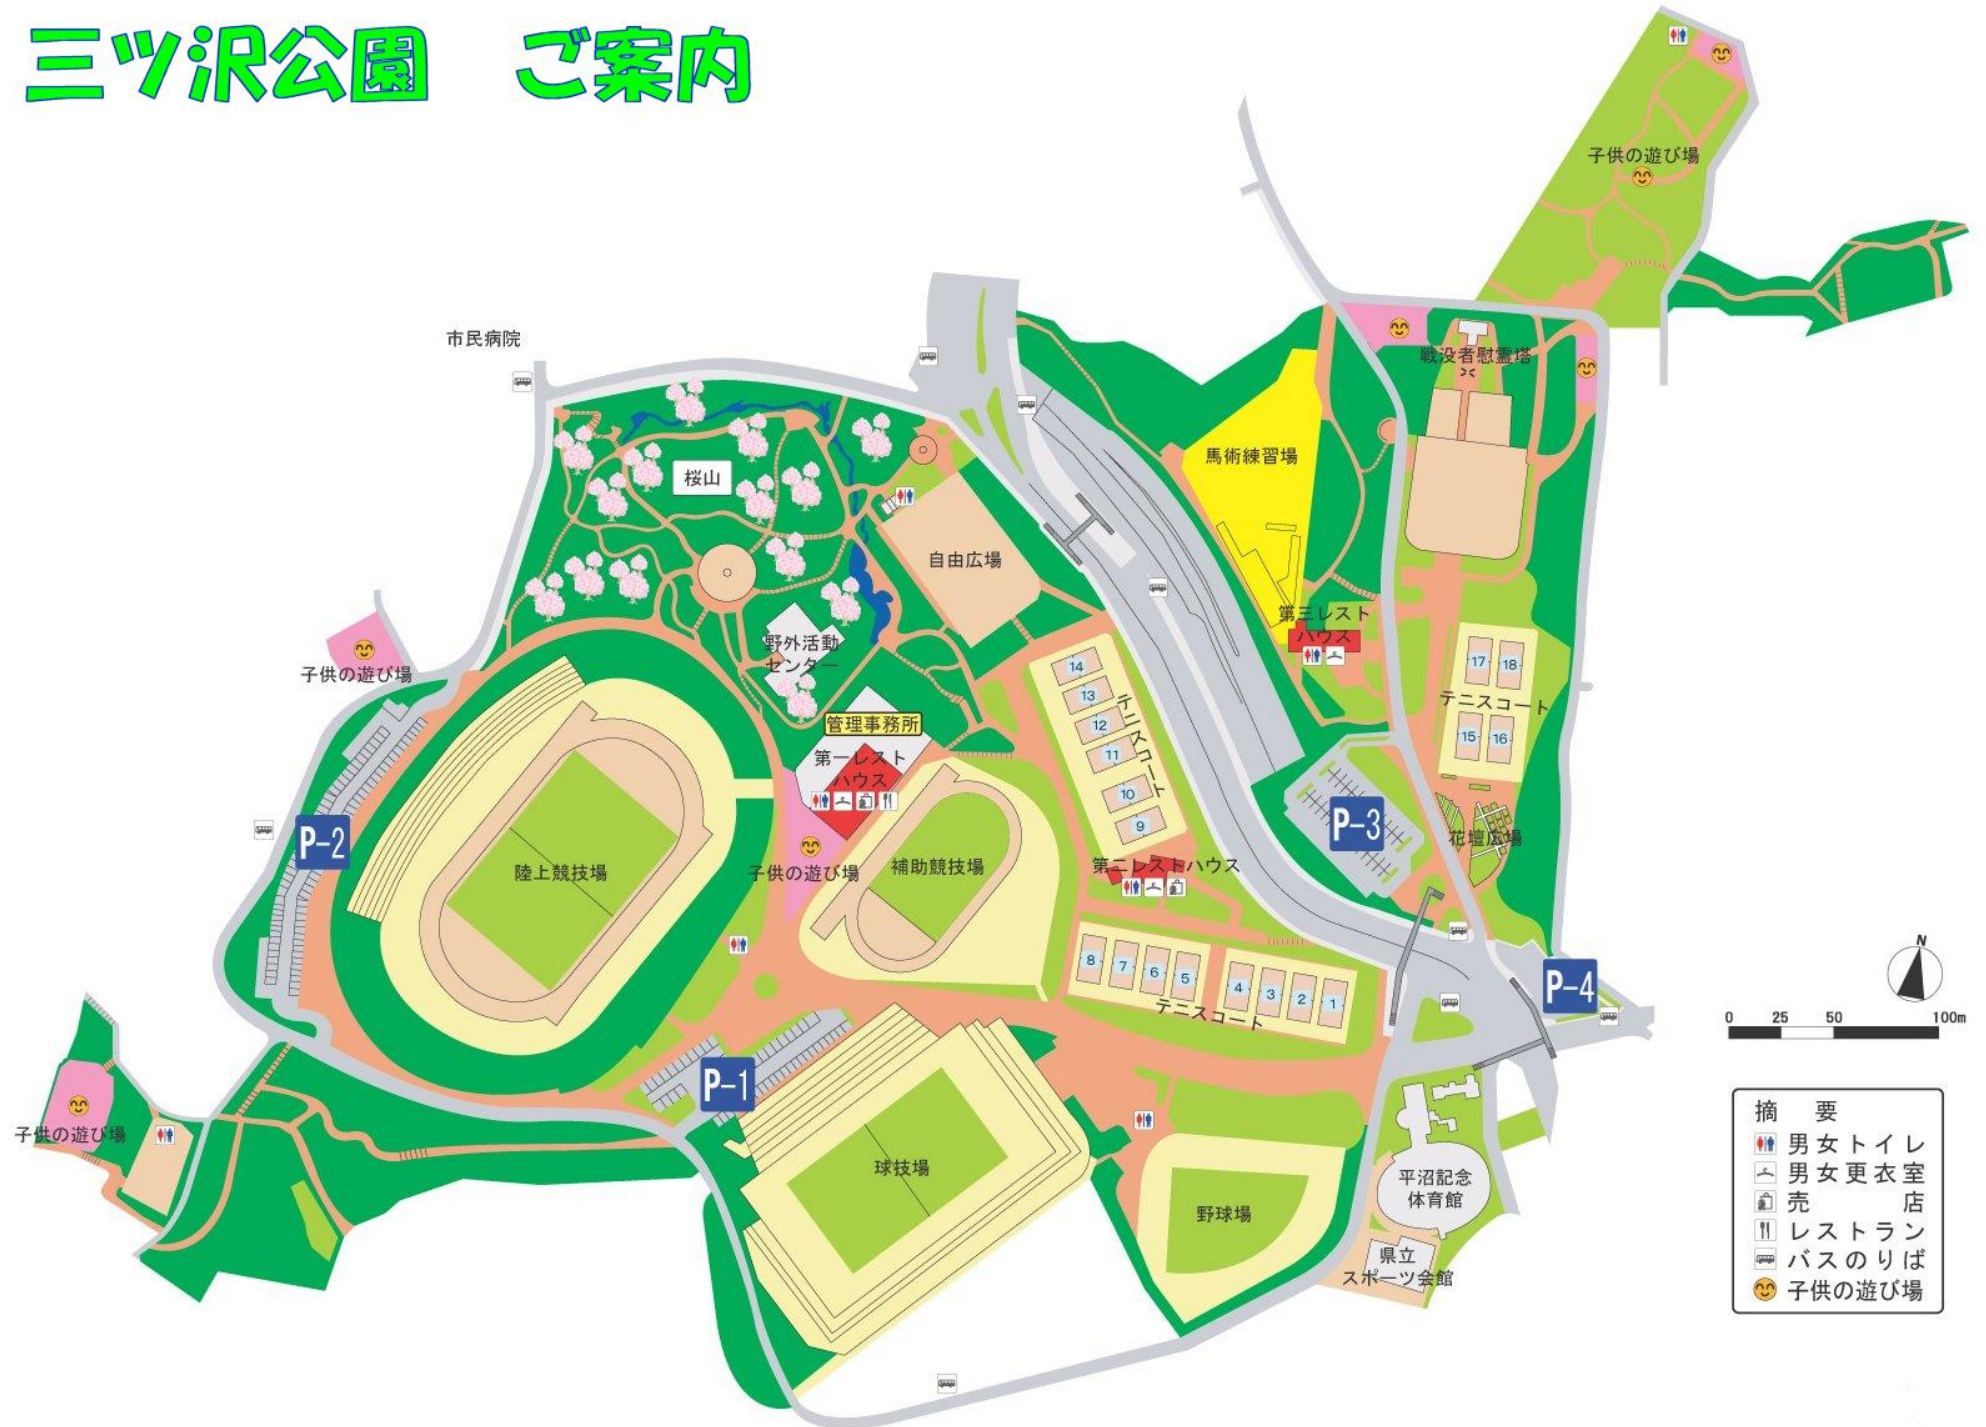 三ツ沢公園　ご案内
子供の遊び場
市民病院
戦没者慰霊塔
馬術練習場
桜山
自由広場
野外活動
センター
第三レスト
ハウス
子供の遊び場
14
13
12
11
10
9
テニスコート
17
18
テニスコート
15
16
管理事務所
第一レスト
ハウス
P-2
P-3
花壇広場
陸上競技場
子供の遊び場
補助競技場
第二レストハウス
8
7
6
5
4
3
2
1
テニスコート
P-4
N
0 25 50 100m
P-1
子供の遊び場
球技場
野球場
平沼記念
体育館
県立
スポーツ会館
摘　要
男女トイレ
男女更衣室
売　店
レストラン
バスのりば
子供の遊び場